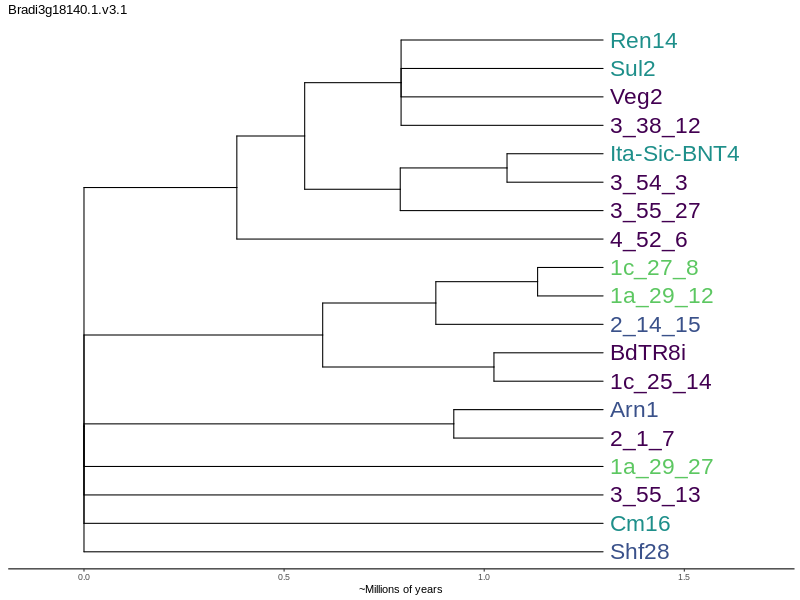 Bradi3g18140.1.v3.1
Ren14
Sul2
Veg2
3_38_12
Ita-Sic-BNT4
3_54_3
3_55_27
4_52_6
1c_27_8
1a_29_12
2_14_15
BdTR8i
1c_25_14
Arn1
2_1_7
1a_29_27
3_55_13
Cm16
Shf28
0.0 0.5 1.0 1.5
~Millions of years